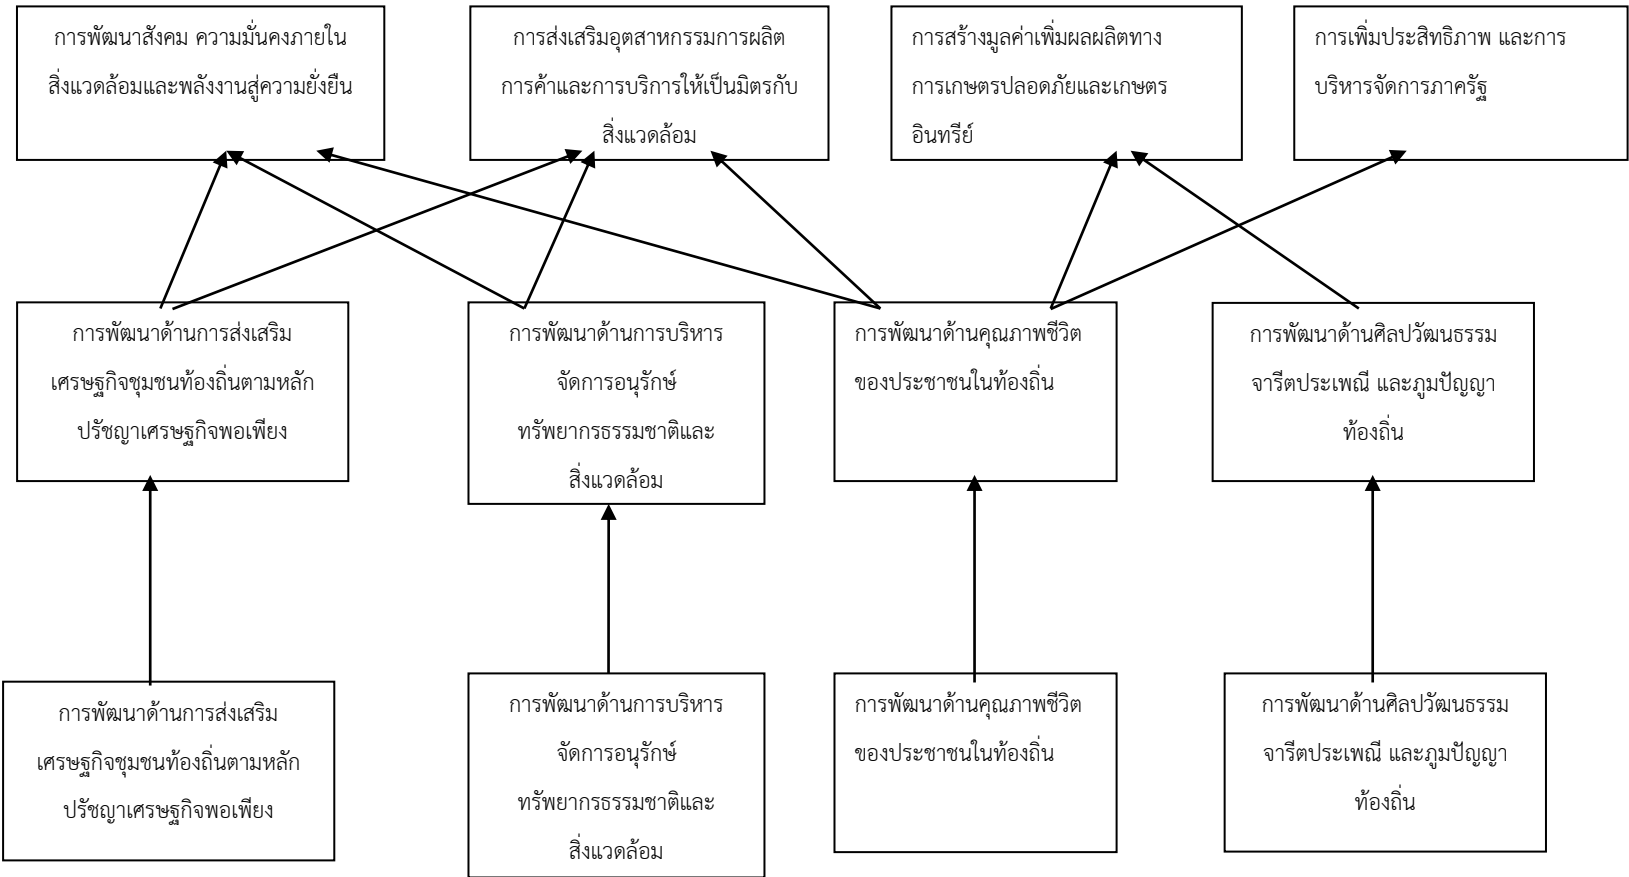 การพัฒนาสังคม ความมั่นคงภายใน
สิ่งแวดล้อมและพลังงานสู่ความยั่งยืน
การส่งเสริมอุตสาหกรรมการผลิต
การค้าและการบริการให้เป็นมิตรกับ
สิ่งแวดล้อม
การสร้างมูลค่าเพิ่มผลผลิตทาง
การเกษตรปลอดภัยและเกษตร
อินทรีย์
การเพิ่มประสิทธิภาพ และการ
บริหารจัดการภาครัฐ
การพัฒนาด้านการส่งเสริม
เศรษฐกิจชุมชนท้องถิ่นตามหลัก
ปรัชญาเศรษฐกิจพอเพียง
การพัฒนาด้านการบริหาร
จัดการอนุรักษ์
ทรัพยากรธรรมชาติและ
สิ่งแวดล้อม
การพัฒนาด้านคุณภาพชีวิต
ของประชาชนในท้องถิ่น
การพัฒนาด้านศิลปวัฒนธรรม
จารีตประเพณี และภูมปัญญา
ท้องถิ่น
การพัฒนาด้านการส่งเสริม
เศรษฐกิจชุมชนท้องถิ่นตามหลัก
ปรัชญาเศรษฐกิจพอเพียง
การพัฒนาด้านการบริหาร
จัดการอนุรักษ์
ทรัพยากรธรรมชาติและ
สิ่งแวดล้อม
การพัฒนาด้านคุณภาพชีวิต
ของประชาชนในท้องถิ่น
การพัฒนาด้านศิลปวัฒนธรรม
จารีตประเพณี และภูมปัญญา
ท้องถิ่น